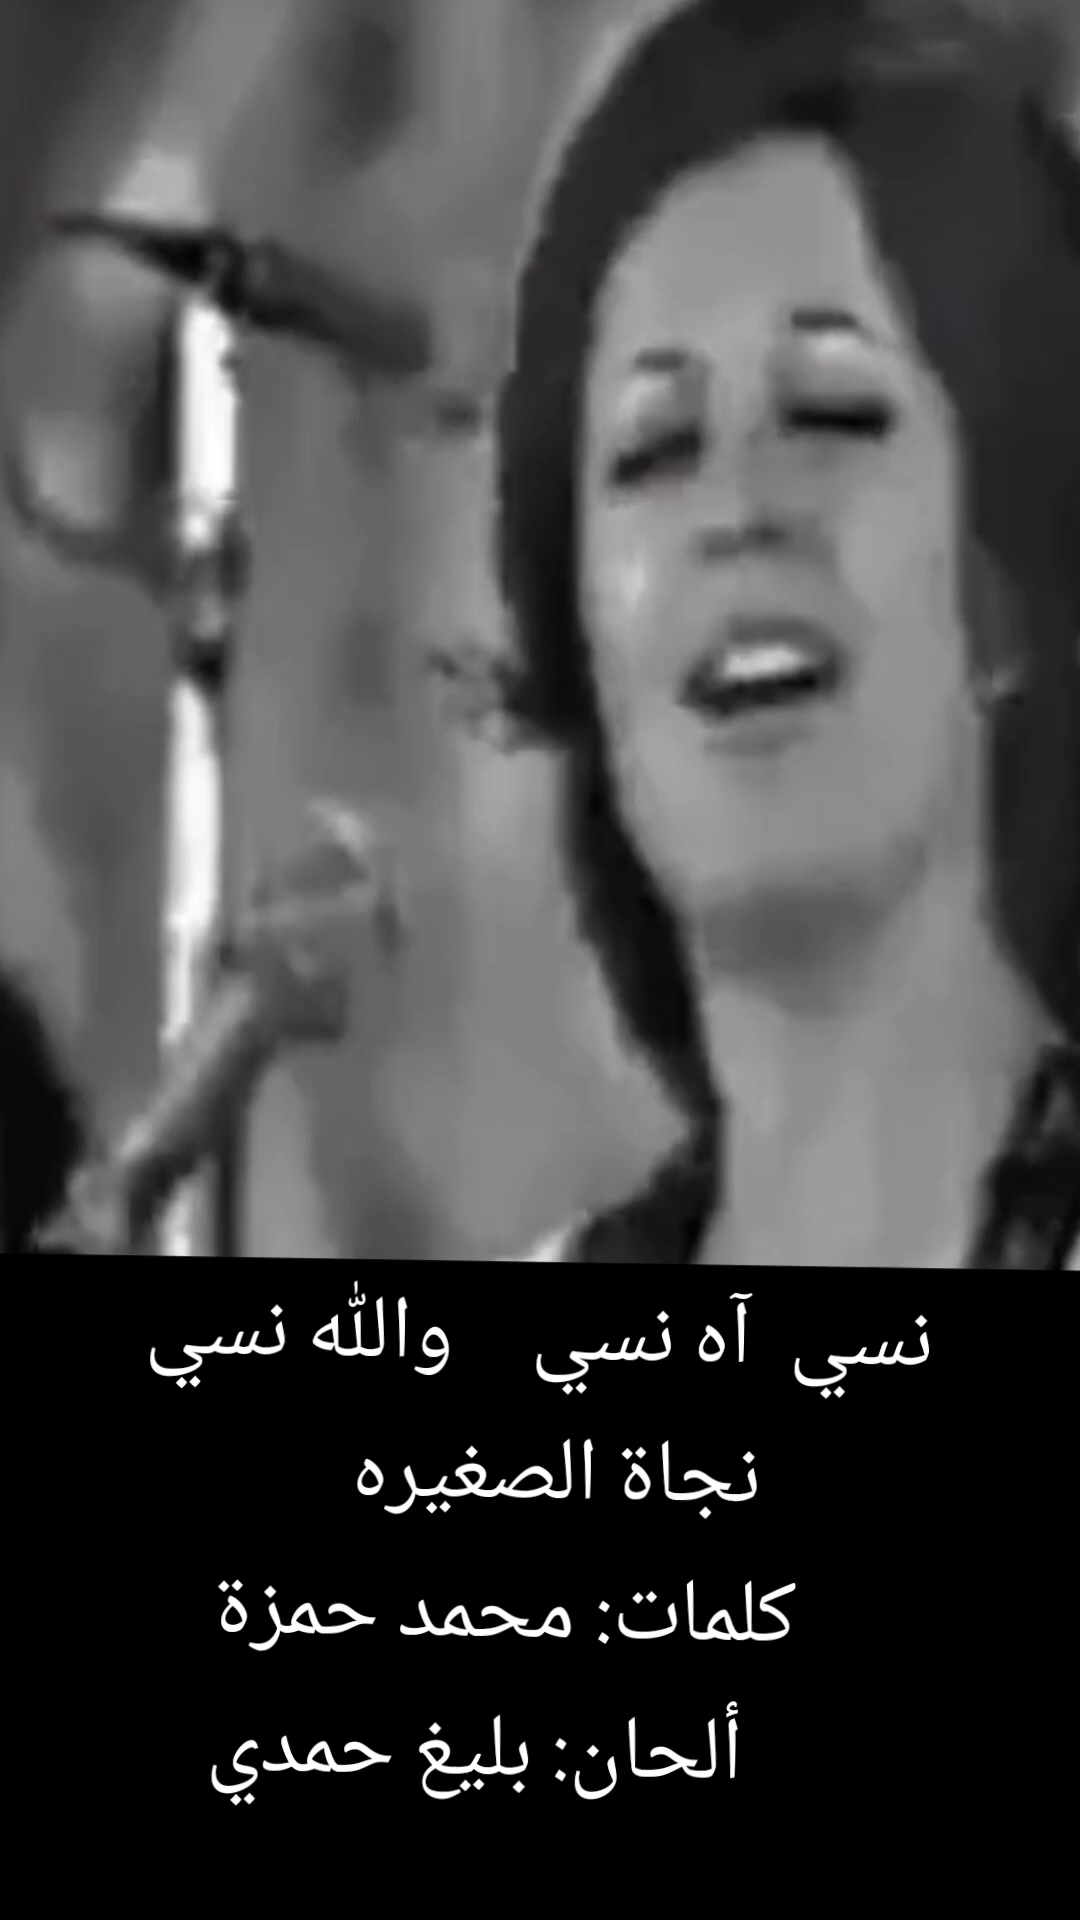 نسي آه نسي والله نسي
نجاة الصغيره
كلمات: محمد حمزة
ألحان: بليغ حمدي